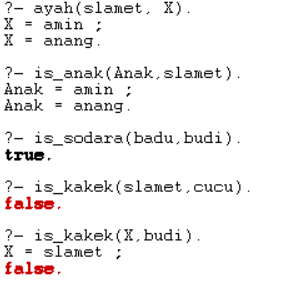 ?- ayah(slamet, X).
X = amin ;
X = anang.
?- is_anak(Anak,slamet).
Anak = amin ;
Anak = anang.
?- is_sodara(badu,budi).
true.
?- is_kakek(slamet,cucu).
false.
?- is_kakek(X,budi).
X = slamet ;
false.